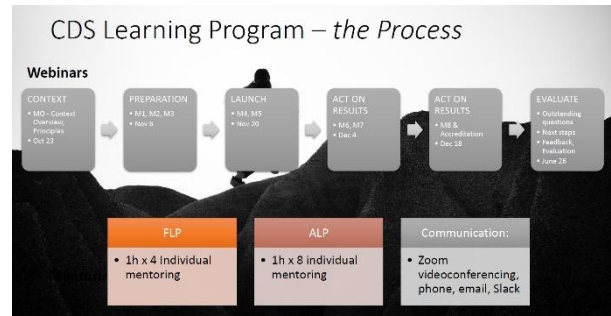 CDS Learning Program – the Process
Webinars
CONTEXT
• M0 - Context
Overview,
Principles
• Oct 23
PREPARATION
• M1, M2, M3
• Nov 6
LAUNCH
• M4, M5
• Nov 20
ACT ON
RESULTS
• M6, M7
• Dec 4
ACT ON
RESULTS
• M8 &
Accreditation
• Dec 18
EVALUATE
• Outstanding
questions
• Next steps
• Feedback,
Evaluation
• June 26
FLP
• 1h x 4 Individual
mentoring
ALP
• 1h x 8 individual
mentoring
Communication:
• Zoom
videoconferencing,
phone, email, Slack